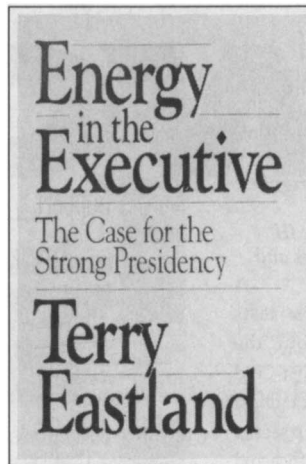 Energy
in the
Executive
The Case for the
Strong Presidency
Terry
Eastland